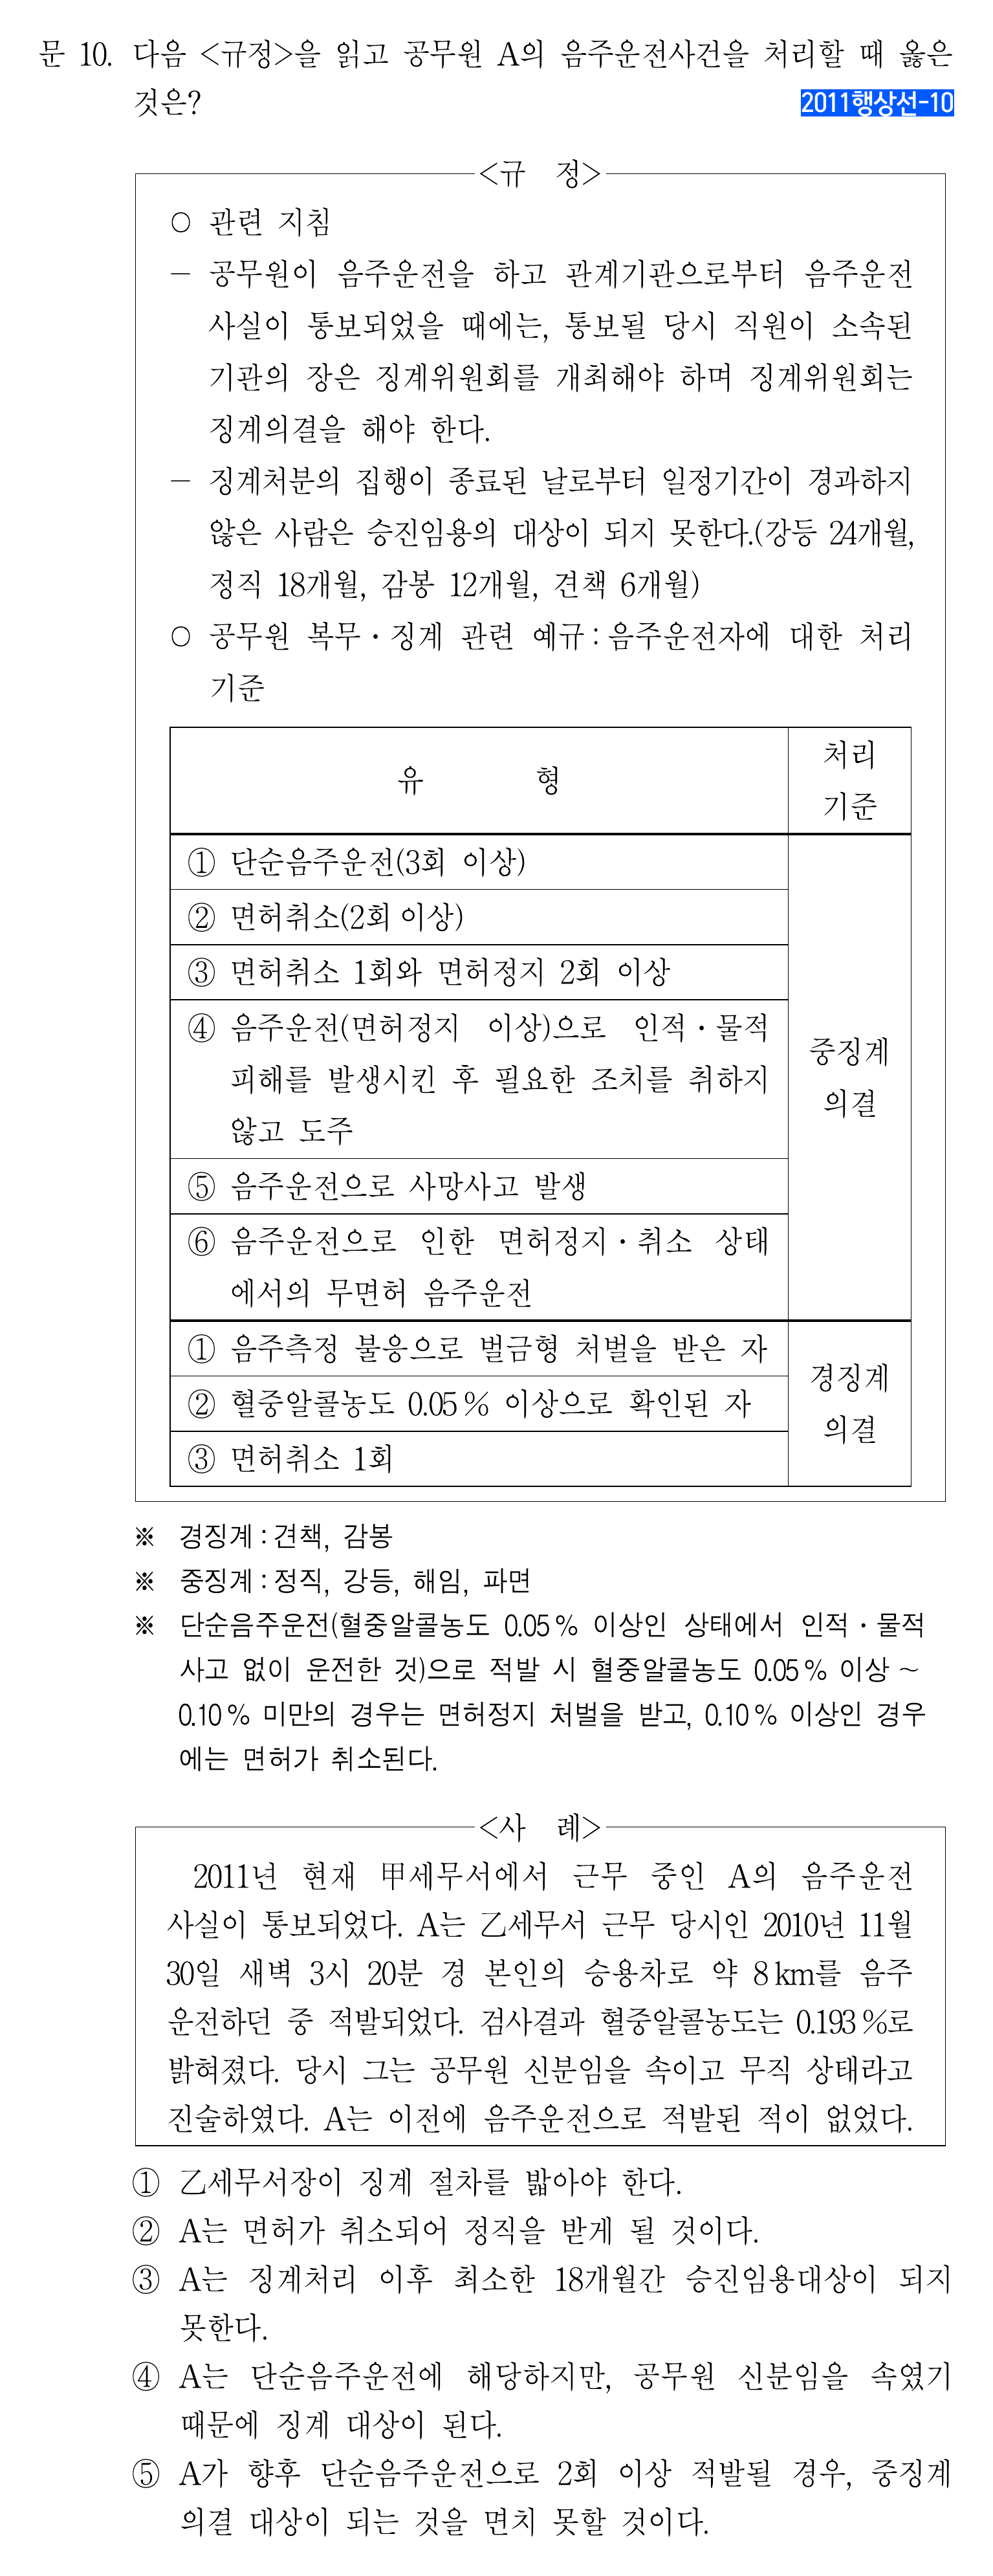 문 10. 다음 <규정>을 읽고 공무원 A의 음주운전사건을 처리할 때 옳은
것은?
2011행상선-10
<규 정>
○ 관련 지침
- 공무원이 음주운전을 하고 관계기관으로부터 음주운전
사실이 통보되었을 때에는, 통보될 당시 직원이 소속된
기관의 장은 징계위원회를 개최해야 하며 징계위원회는
징계의결을 해야 한다.
- 징계처분의 집행이 종료된 날로부터 일정기간이 경과하지
않은 사람은 승진임용의 대상이 되지 못한다.(강등 24개월,
정직 18개월, 감봉 12개월, 견책 6개월)
○ 공무원 복무·징계 관련 예규 : 음주운전자에 대한 처리
기준
유 형
처리
기준
① 단순음주운전(3회 이상)
② 면허취소(2회 이상)
③ 면허취소 1회와 면허정지 2회 이상
④ 음주운전(면허정지 이상)으로 인적·물적
피해를 발생시킨 후 필요한 조치를 취하지
않고 도주
⑤ 음주운전으로 사망사고 발생
⑥ 음주운전으로 인한 면허정지·취소 상태
에서의 무면허 음주운전
중징계
의결
① 음주측정 불응으로 벌금형 처벌을 받은 자
② 혈중알콜농도 0.05 % 이상으로 확인된 자
③ 면허취소 1회
경징계
의결
※ 경징계 : 견책, 감봉
※ 중징계 : 정직, 강등, 해임, 파면
※ 단순음주운전(혈중알콜농도 0.05 % 이상인 상태에서 인적·물적
사고 없이 운전한 것)으로 적발 시 혈중알콜농도 0.05 % 이상 ~
0.10 % 미만의 경우는 면허정지 처벌을 받고, 0.10 % 이상인 경우
에는 면허가 취소된다.
<사 례>
2011년 현재 甲세무서에서 근무 중인 A의 음주운전
사실이 통보되었다. A는 乙세무서 근무 당시인 2010년 11월
30일 새벽 3시 20분 경 본인의 승용차로 약 8 km를 음주
운전하던 중 적발되었다. 검사결과 혈중알콜농도는 0.193 %로
밝혀졌다. 당시 그는 공무원 신분임을 속이고 무직 상태라고
진술하였다. A는 이전에 음주운전으로 적발된 적이 없었다.
① 乙세무서장이 징계 절차를 밟아야 한다.
② A는 면허가 취소되어 정직을 받게 될 것이다.
③ A는 징계처리 이후 최소한 18개월간 승진임용대상이 되지
못한다.
④ A는 단순음주운전에 해당하지만, 공무원 신분임을 속였기
때문에 징계 대상이 된다.
⑤ A가 향후 단순음주운전으로 2회 이상 적발될 경우, 중징계
의결 대상이 되는 것을 면치 못할 것이다.